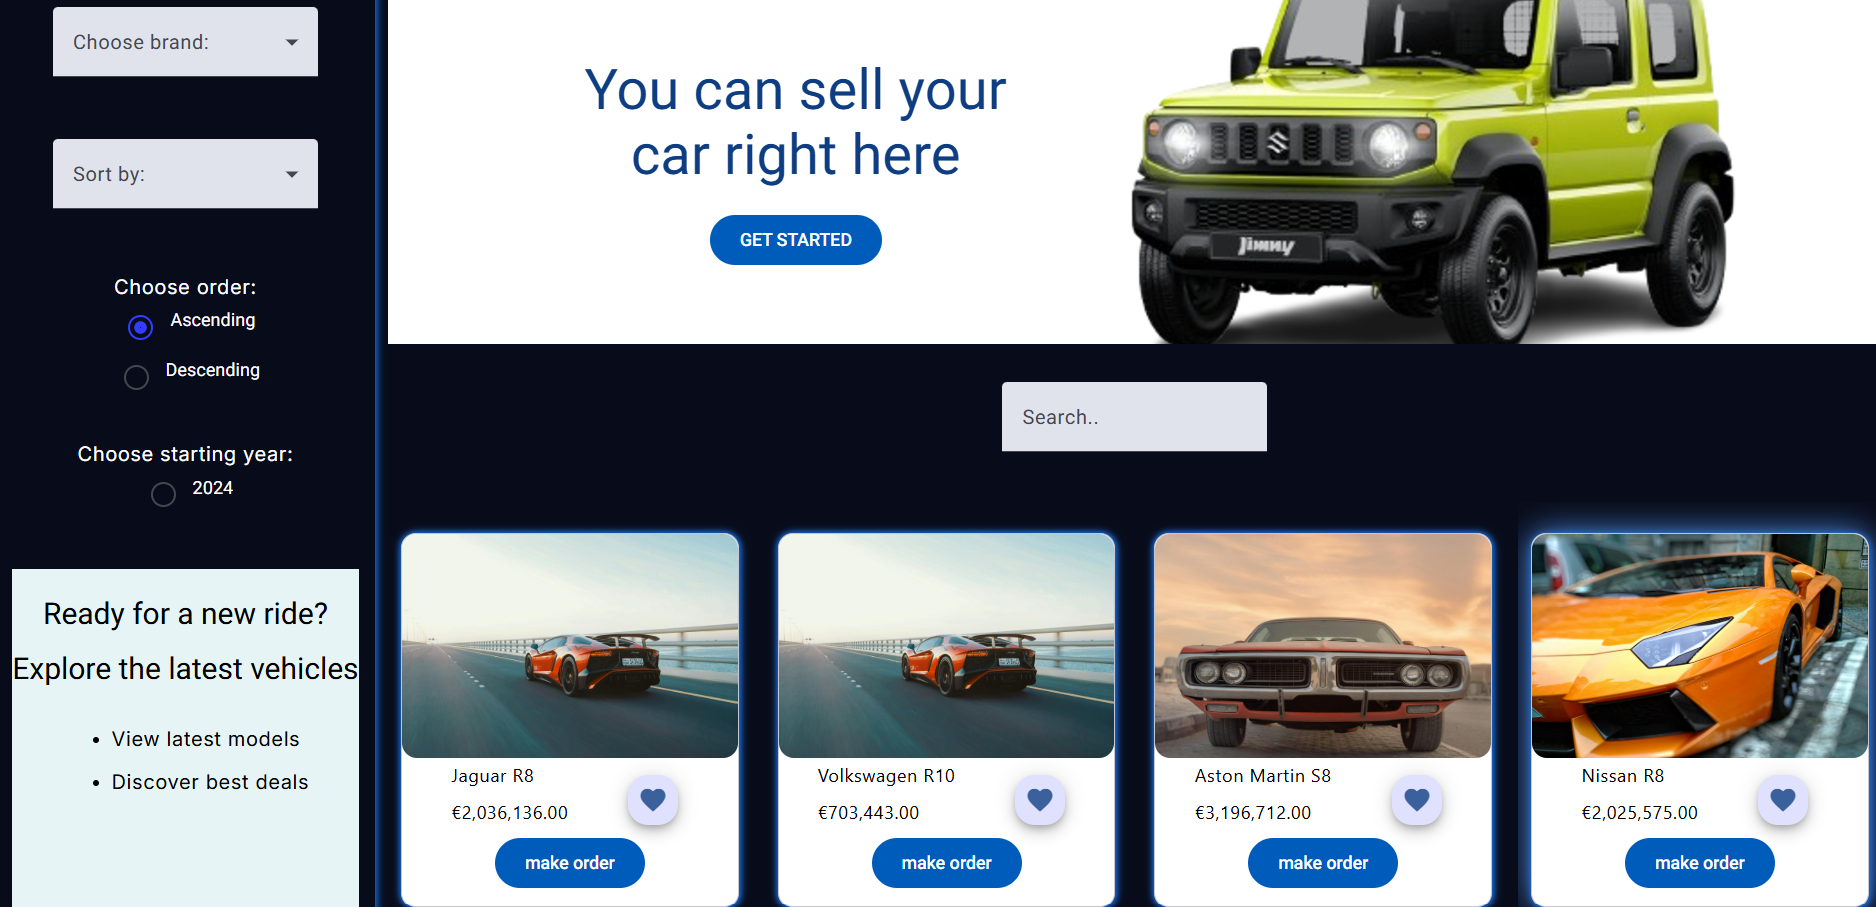 Choose brand:
Sort by:
Choose order:
Ascending
Descending
Choose starting year:
2024
Ready for a new ride?
Explore the latest vehicles
• View latest models
• Discover best deals
You can sell your
car right here
GET STARTED
Jimny
Search..
Jaguar R8
€2,036,136.00
make order
Volkswagen R10
€703,443.00
make order
Aston Martin S8
€3,196,712.00
make order
Nissan R8
€2,025,575.00
make order